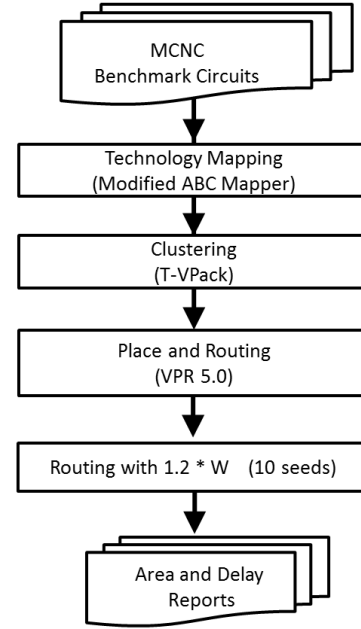 MCNC
Benchmark Circuits
Technology Mapping
(Modified ABC Mapper)
Clustering
(T-VPack)
Place and Routing
(VPR 5.0)
Routing with 1.2 * W (10 seeds)
Area and Delay
Reports